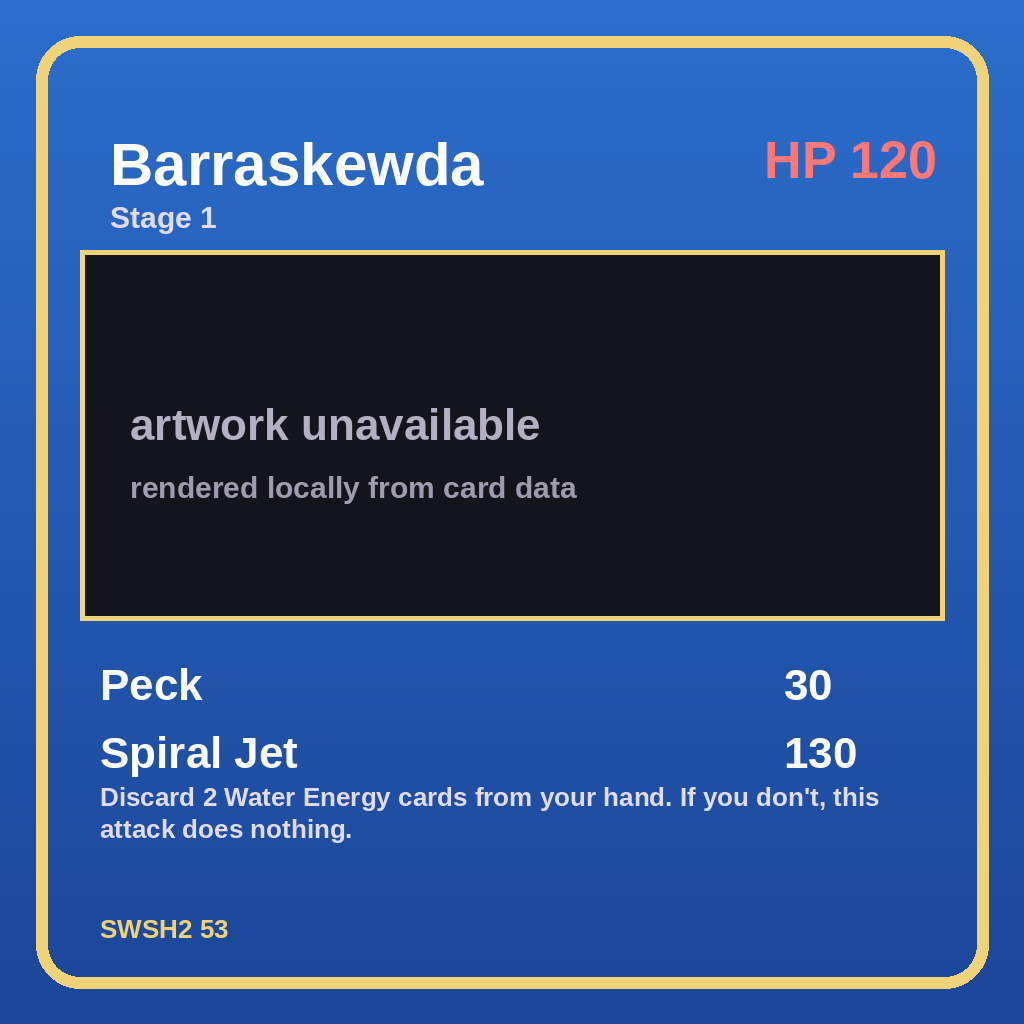 Barraskewda
HP 120
Stage 1
artwork unavailable
rendered locally from card data
Peck 30
Spiral Jet 130
Discard 2 Water Energy cards from your hand. If you don't, this
attack does nothing.
SWSH2 53